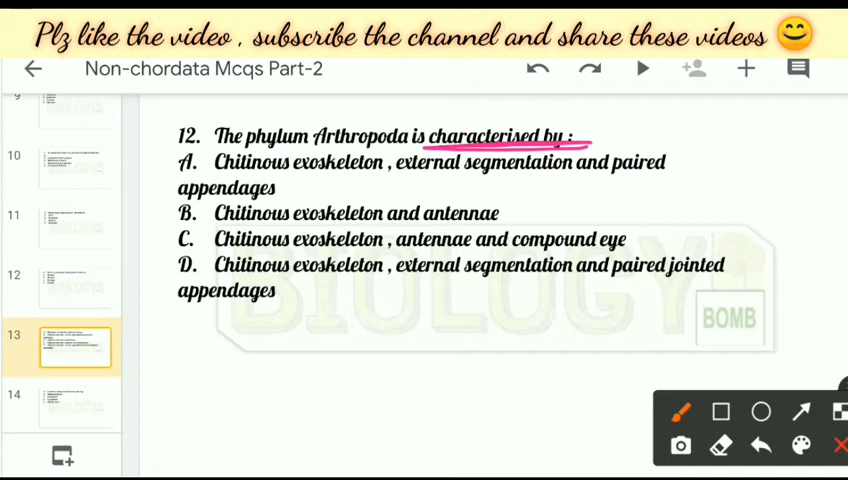 Plz like the video , subscribe the channel and share these videos 😊
Non-chordata Mcqs Part-2
9
12. The phylum Arthropoda is characterised by :
A. Chitinous exoskeleton , external segmentation and paired
appendages
B. Chitinous exoskeleton and antennae
C. Chitinous exoskeleton , antennae and compound eye
D. Chitinous exoskeleton , external segmentation and paired jointed
appendages
BIOLOGY
BOMB
10
11
12
13
14